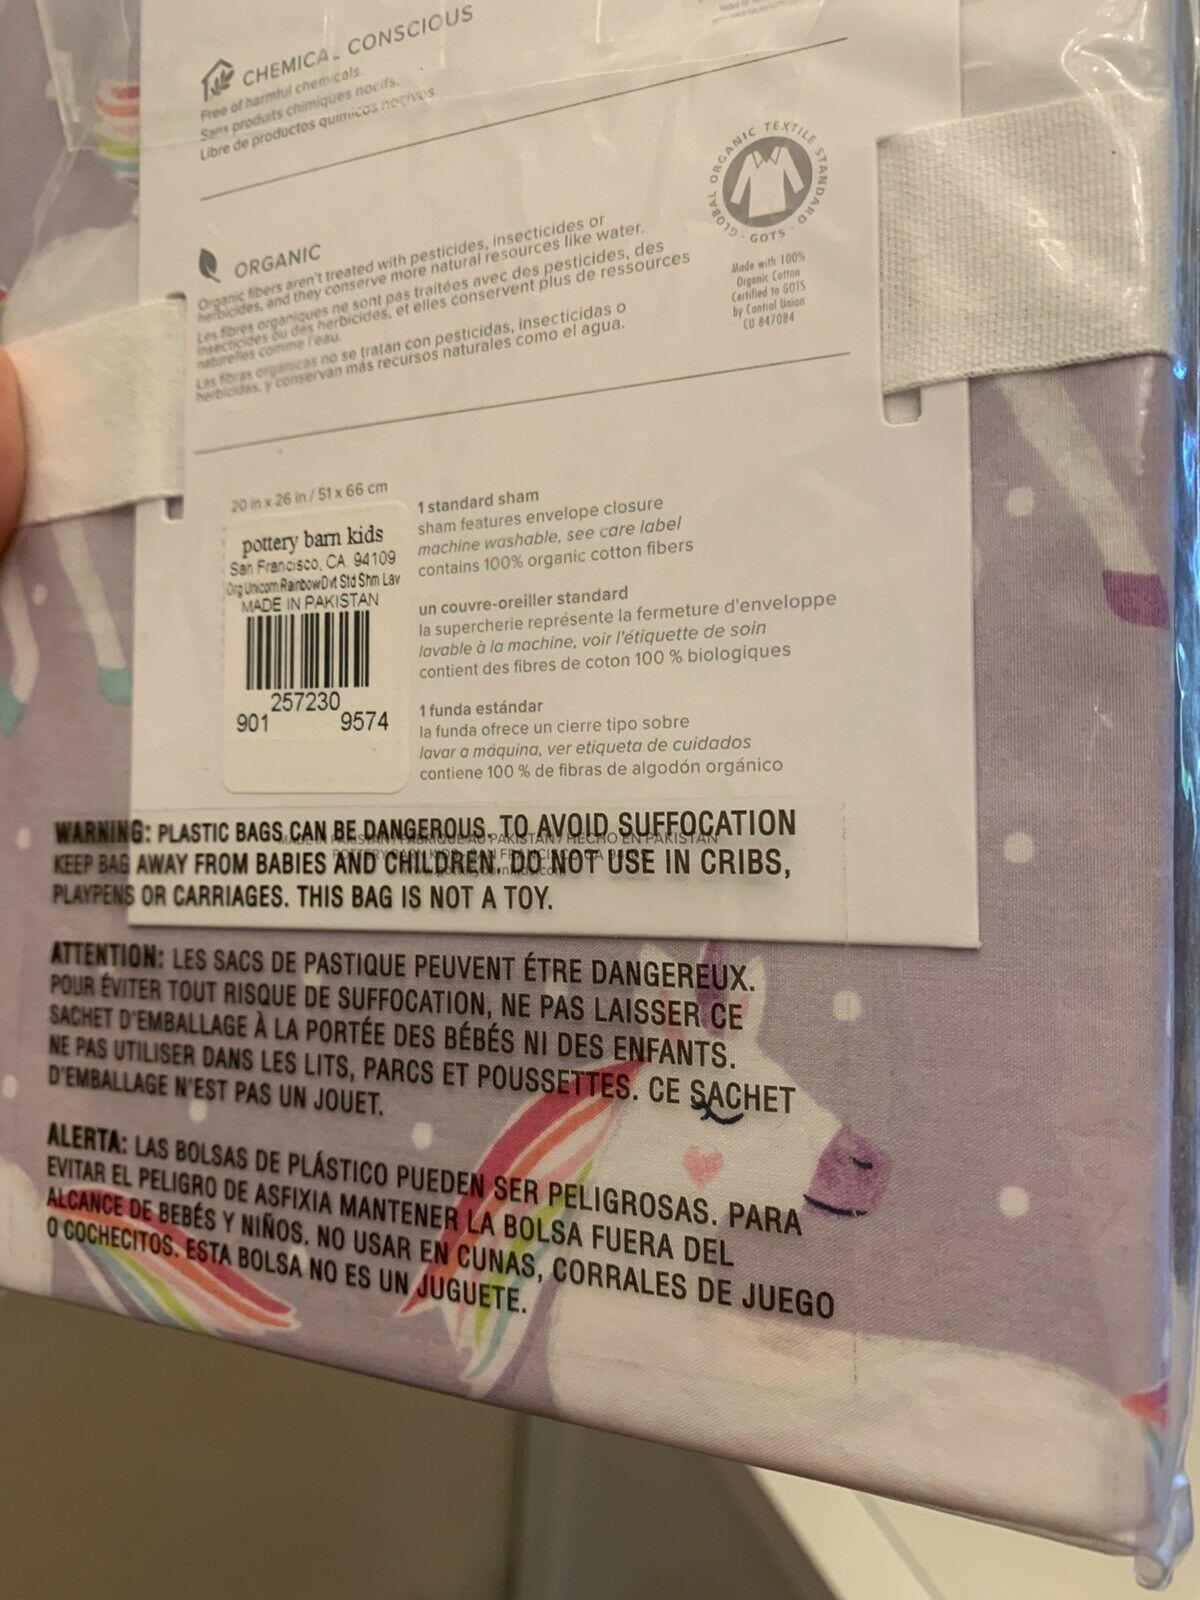 CHEMICAL CONSCIOUS
Free of harmful chemicals.
Sans produits chimiques nocifs.
Libre de productos químicos nocivos.
GLOBAL ORGANIC TEXTILE STANDARD · GOTS ·
Made with 100%
Organic Cotton
Certified to GOTS
by Control Union
CU 847084
ORGANIC
Organic fibers aren't treated with pesticides, insecticides or
herbicides, and they conserve more natural resources like water.
Les fibres organiques ne sont pas traitées avec des pesticides, des
insecticides ou des herbicides, et elles conservent plus de ressources
naturelles comme l'eau.
Las fibras orgánicas no se tratan con pesticidas, insecticidas o
herbicidas, y conservan más recursos naturales como el agua.
20 in x 26 in / 51 x 66 cm
pottery barn kids
San Francisco, CA. 94109
Org Unicorn RainbowDvt Std Shm Lav
MADE IN PAKISTAN
257230
901 9574
1 standard sham
sham features envelope closure
machine washable, see care label
contains 100% organic cotton fibers
un couvre-oreiller standard
la supercherie représente la fermeture d'enveloppe
lavable à la machine, voir l'étiquette de soin
contient des fibres de coton 100 % biologiques
1 funda estándar
la funda ofrece un cierre tipo sobre
lavar a máquina, ver etiqueta de cuidados
contiene 100 % de fibras de algodón orgánico
MADE IN PAKISTAN / FABRIQUÉ AU PAKISTAN / HECHO EN PAKISTAN
WARNING: PLASTIC BAGS CAN BE DANGEROUS. TO AVOID SUFFOCATION
KEEP BAG AWAY FROM BABIES AND CHILDREN. DO NOT USE IN CRIBS,
PLAYPENS OR CARRIAGES. THIS BAG IS NOT A TOY.
ATTENTION: LES SACS DE PASTIQUE PEUVENT ÉTRE DANGEREUX.
POUR ÉVITER TOUT RISQUE DE SUFFOCATION, NE PAS LAISSER CE
SACHET D'EMBALLAGE À LA PORTÉE DES BÉBÉS NI DES ENFANTS.
NE PAS UTILISER DANS LES LITS, PARCS ET POUSSETTES. CE SACHET
D'EMBALLAGE N'EST PAS UN JOUET.
ALERTA: LAS BOLSAS DE PLÁSTICO PUEDEN SER PELIGROSAS. PARA
EVITAR EL PELIGRO DE ASFIXIA MANTENER LA BOLSA FUERA DEL
ALCANCE DE BEBÉS Y NIÑOS. NO USAR EN CUNAS, CORRALES DE JUEGO
O COCHECITOS. ESTA BOLSA NO ES UN JUGUETE.